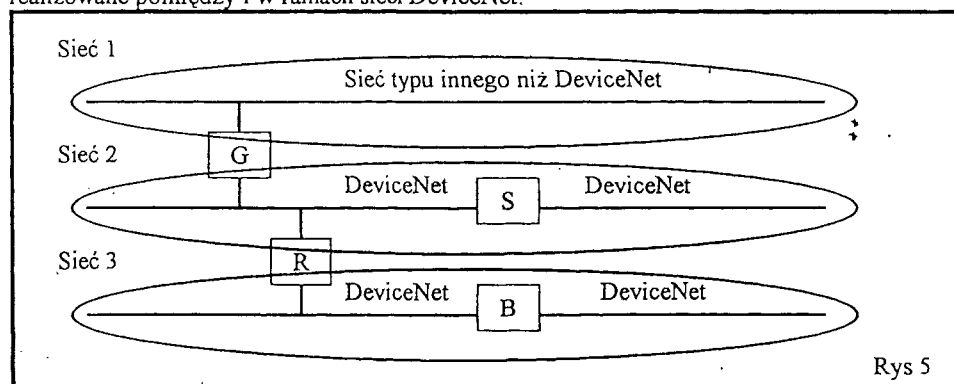 realizowane pomiędzy i w ramach sieci DeviceNet.
Sieć 1
Sieć typu innego niż DeviceNet
G
Sieć 2
DeviceNet
S
DeviceNet
R
Sieć 3
DeviceNet
B
DeviceNet
Rys 5